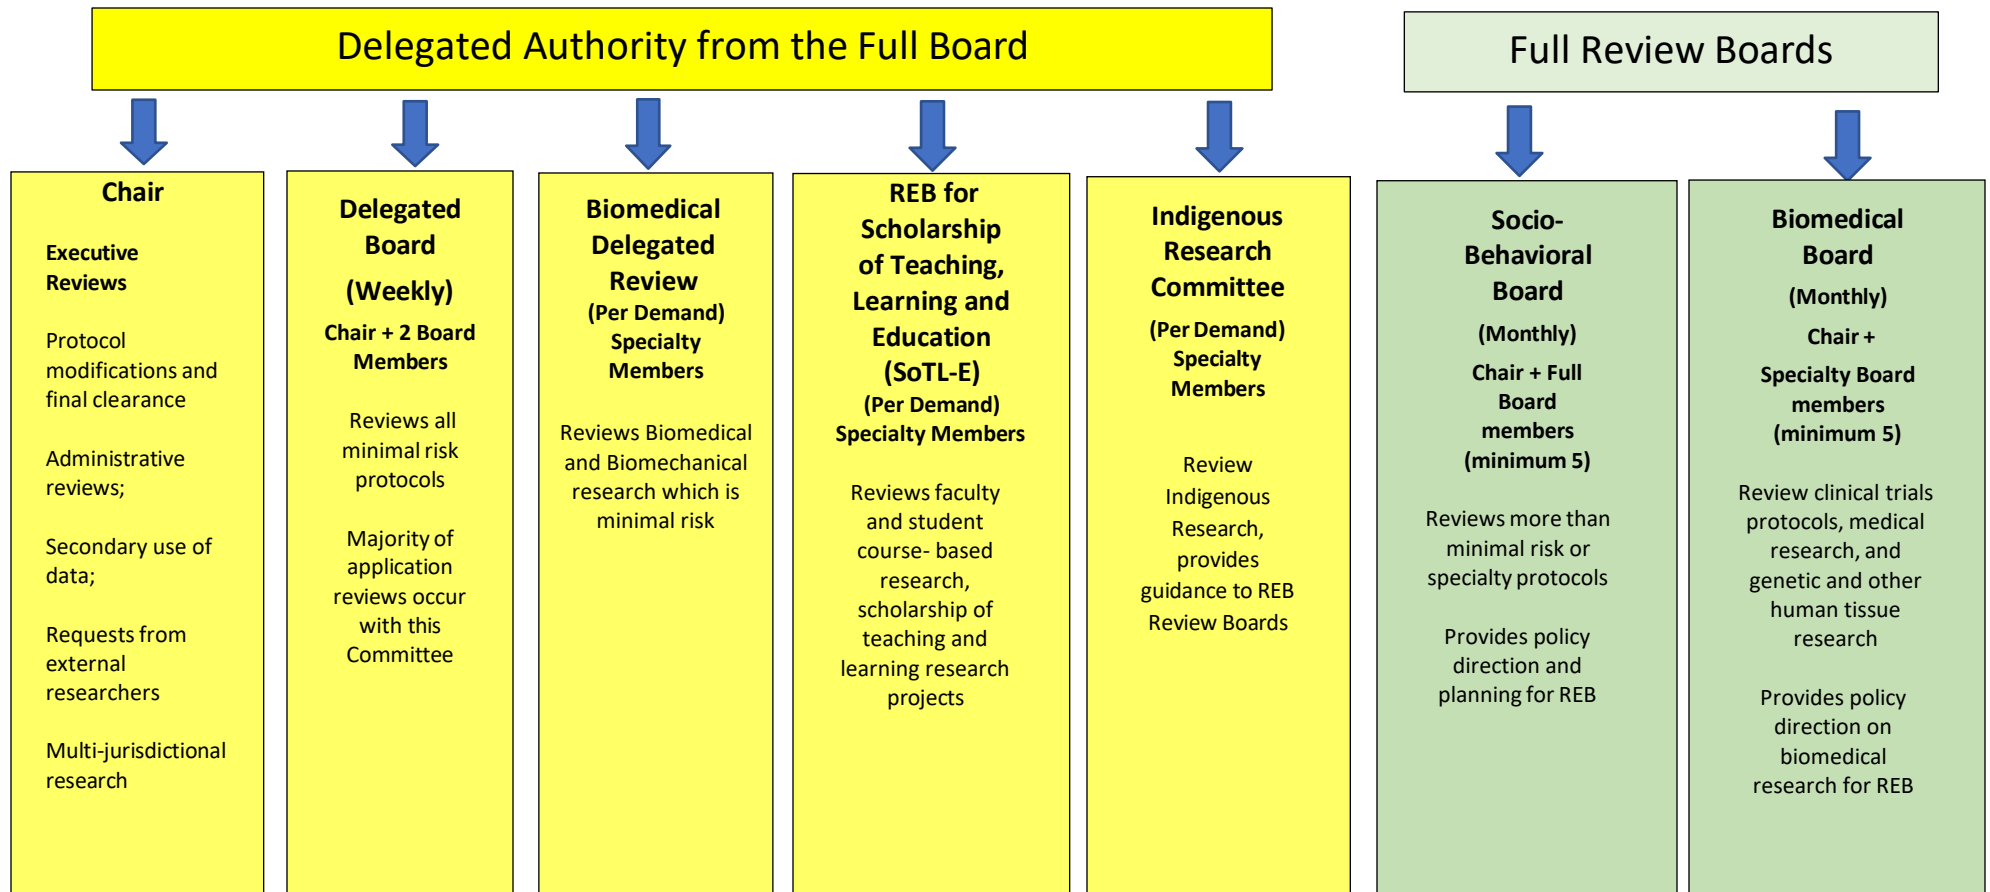 Delegated Authority from the Full Board
Full Review Boards
Chair
Executive
Reviews
Protocol
modifications and
final clearance
Administrative
reviews;
Secondary use of
data;
Requests from
external
researchers
Multi-jurisdictional
research
Delegated
Board
(Weekly)
Chair + 2 Board
Members
Reviews all
minimal risk
protocols
Majority of
application
reviews occur
with this
Committee
Biomedical
Delegated
Review
(Per Demand)
Specialty
Members
Reviews Biomedical
and Biomechanical
research which is
minimal risk
REB for
Scholarship
of Teaching,
Learning and
Education
(SoTL-E)
(Per Demand)
Specialty Members
Reviews faculty
and student
course- based
research,
scholarship of
teaching and
learning research
projects
Indigenous
Research
Committee
(Per Demand)
Specialty
Members
Review
Indigenous
Research,
provides
guidance to REB
Review Boards
Socio-
Behavioral
Board
(Monthly)
Chair + Full
Board
members
(minimum 5)
Reviews more than
minimal risk or
specialty protocols
Provides policy
direction and
planning for REB
Biomedical
Board
(Monthly)
Chair +
Specialty Board
members
(minimum 5)
Review clinical trials
protocols, medical
research, and
genetic and other
human tissue
research
Provides policy
direction on
biomedical
research for REB